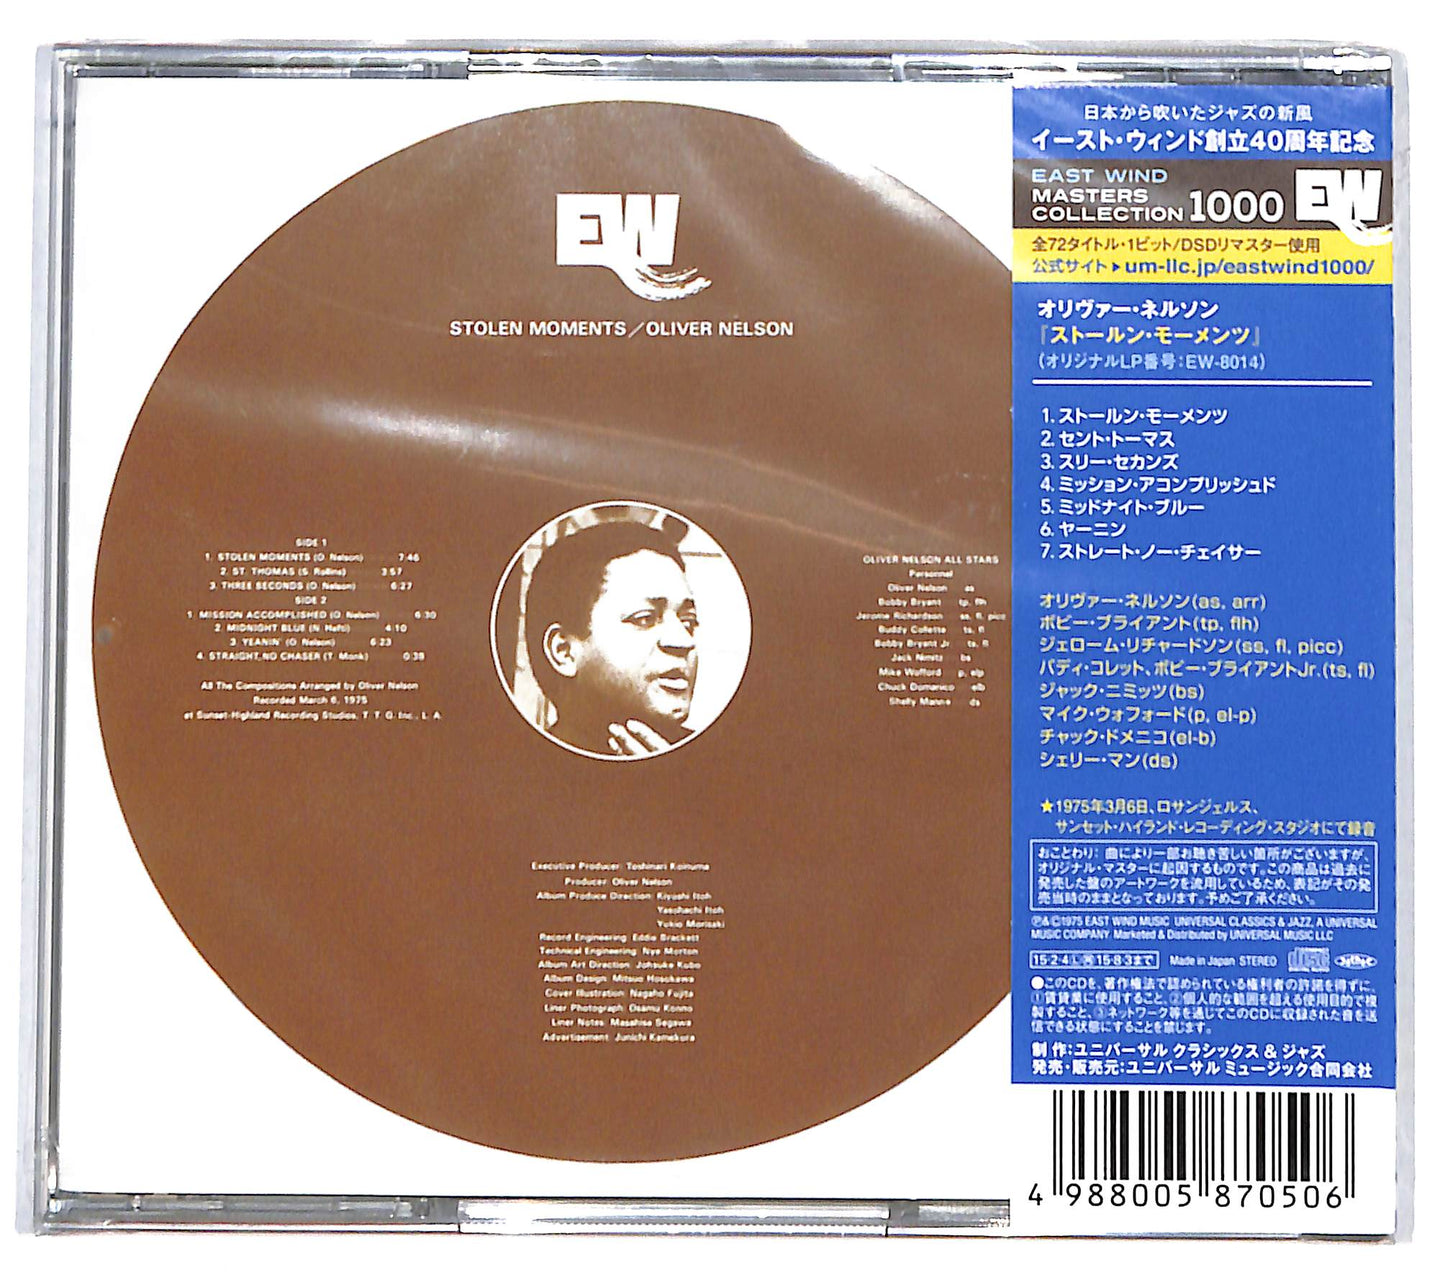 EW
STOLEN MOMENTS/OLIVER NELSON
SIDE 1
1. STOLEN MOMENTS (O. Nelson) 7:46
2. ST. THOMAS (S. Rollins) 3:57
3. THREE SECONDS (O. Nelson) 6:27
SIDE 2
1. MISSION ACCOMPLISHED (O. Nelson) 6:30
2. MIDNIGHT BLUE (N. Hefti) 4:10
3. YEANIN' (O. Nelson) 6:23
4. STRAIGHT, NO CHASER (T. Monk) 0:39
All The Compositions Arranged by Oliver Nelson
Recorded March 6, 1975
at Sunset-Highland Recording Studios, T. T. G. Inc., L. A.
OLIVER NELSON ALL STARS
Personnel
Oliver Nelson as
Bobby Bryant tp, flh
Jerome Richardson ss, fl, picc
Buddy Collette ts, fl
Bobby Bryant Jr. ts, fl
Jack Nimitz bs
Mike Wofford p, elp
Chuck Domanico elb
Shelly Manne ds
Executive Producer: Toshinari Koinuma
Producer: Oliver Nelson
Album Produce Direction: Kiyoshi Itoh
Yasohachi Itoh
Yukio Morisaki
Record Engineering: Eddie Brackett
Technical Engineering: Nye Morton
Album Art Direction: Johsuke Kubo
Album Design: Mitsuo Hosokawa
Cover Illustration: Nagaho Fujita
Liner Photograph: Osamu Konno
Liner Notes: Masahisa Segawa
Advertisement: Junichi Kamekura
日本から吹いたジャズの新風
イースト・ウィンド創立40周年記念
EAST WIND
MASTERS
COLLECTION 1000 EW
全72タイトル・1ビット/DSDリマスター使用
公式サイト▶um-llc.jp/eastwind1000/
オリヴァー・ネルソン
『ストールン・モーメンツ』
(オリジナルLP番号:EW-8014)
1. ストールン・モーメンツ
2. セント・トーマス
3. スリー・セカンズ
4. ミッション・アコンプリッシュド
5. ミッドナイト・ブルー
6. ヤーニン
7. ストレート・ノー・チェイサー
オリヴァー・ネルソン(as, arr)
ボビー・ブライアント(tp, flh)
ジェローム・リチャードソン(ss, fl, picc)
バディ・コレット、ボビー・ブライアントJr.(ts, fl)
ジャック・ニミッツ(bs)
マイク・ウォフォード(p, el-p)
チャック・ドメニコ(el-b)
シェリー・マン(ds)
★1975年3月6日、ロサンジェルス、
サンセット・ハイランド・レコーディング・スタジオにて録音
おことわり：曲により一部お聴き苦しい箇所がございますが、
オリジナル・マスターに起因するものです。この商品は過去に
発売した盤のアートワークを流用しているため、表記がその発
売当時のままとなっております。予めご了承ください。
Ⓟ&©1975 EAST WIND MUSIC. UNIVERSAL CLASSICS & JAZZ, A UNIVERSAL
MUSIC COMPANY. Marketed & Distributed by UNIVERSAL MUSIC LLC
15·2·4 L 再 15·8·3まで Made in Japan STEREO
●このCDを、著作権法で認められている権利者の許諾を得ずに、
①賃貸業に使用すること、②個人的な範囲を超える使用目的で複
製すること、③ネットワーク等を通じてこのCDに収録された音を送
信できる状態にすることを禁じます。
制作：ユニバーサル クラシックス & ジャズ
発売・販売元：ユニバーサル ミュージック合同会社
4 988005 870506